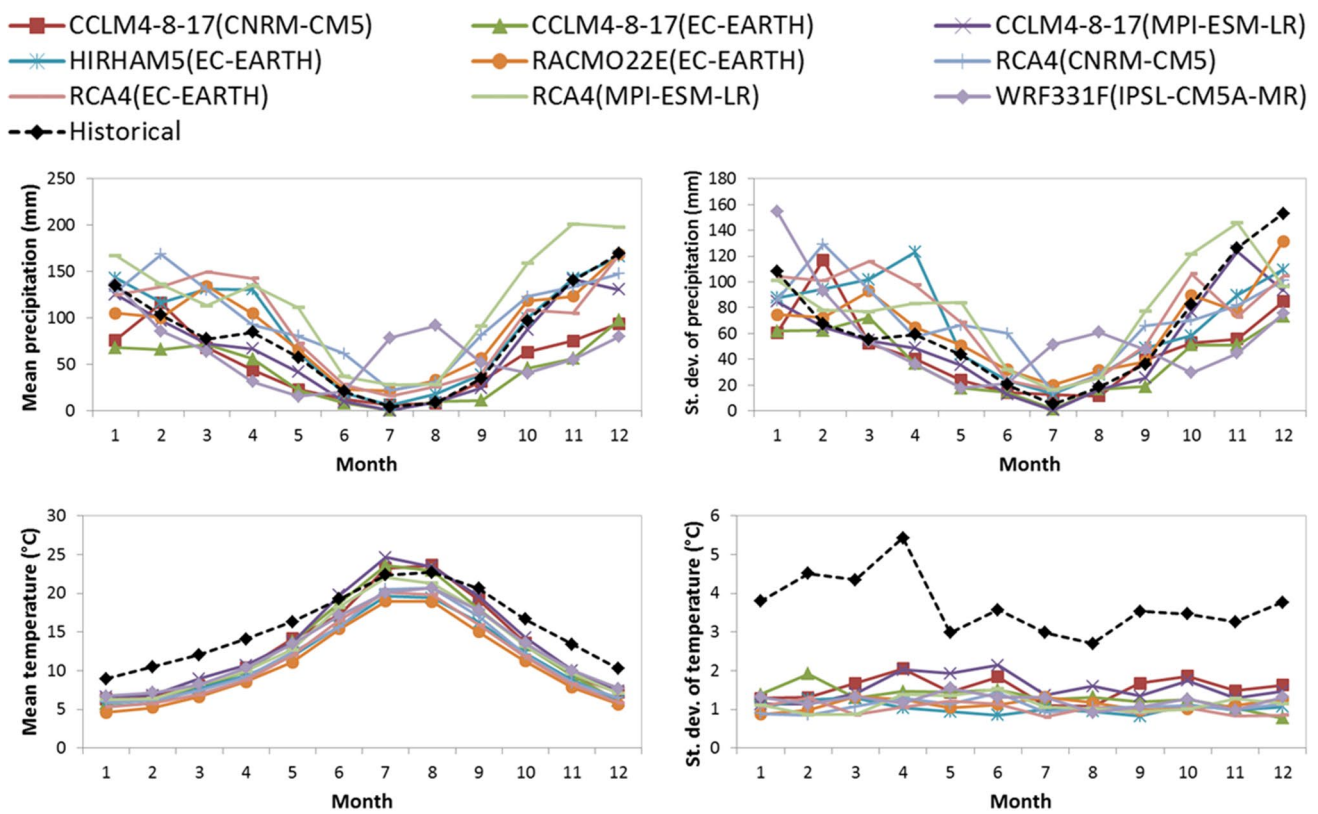 CCLM4-8-17(CNRM-CM5) CCLM4-8-17(EC-EARTH) CCLM4-8-17(MPI-ESM-LR)
HIRHAM5(EC-EARTH) RACMO22E(EC-EARTH) RCA4(CNRM-CM5)
RCA4(EC-EARTH) RCA4(MPI-ESM-LR) WRF331F(IPSL-CM5A-MR)
Historical
Mean precipitation (mm)
250
200
150
100
50
0
1 2 3 4 5 6 7 8 9 10 11 12
Month
St. dev. of precipitation (mm)
180
160
140
120
100
80
60
40
20
0
1 2 3 4 5 6 7 8 9 10 11 12
Month
Mean temperature (°C)
30
25
20
15
10
5
0
1 2 3 4 5 6 7 8 9 10 11 12
Month
St. dev. of temperature (°C)
6
5
4
3
2
1
0
1 2 3 4 5 6 7 8 9 10 11 12
Month